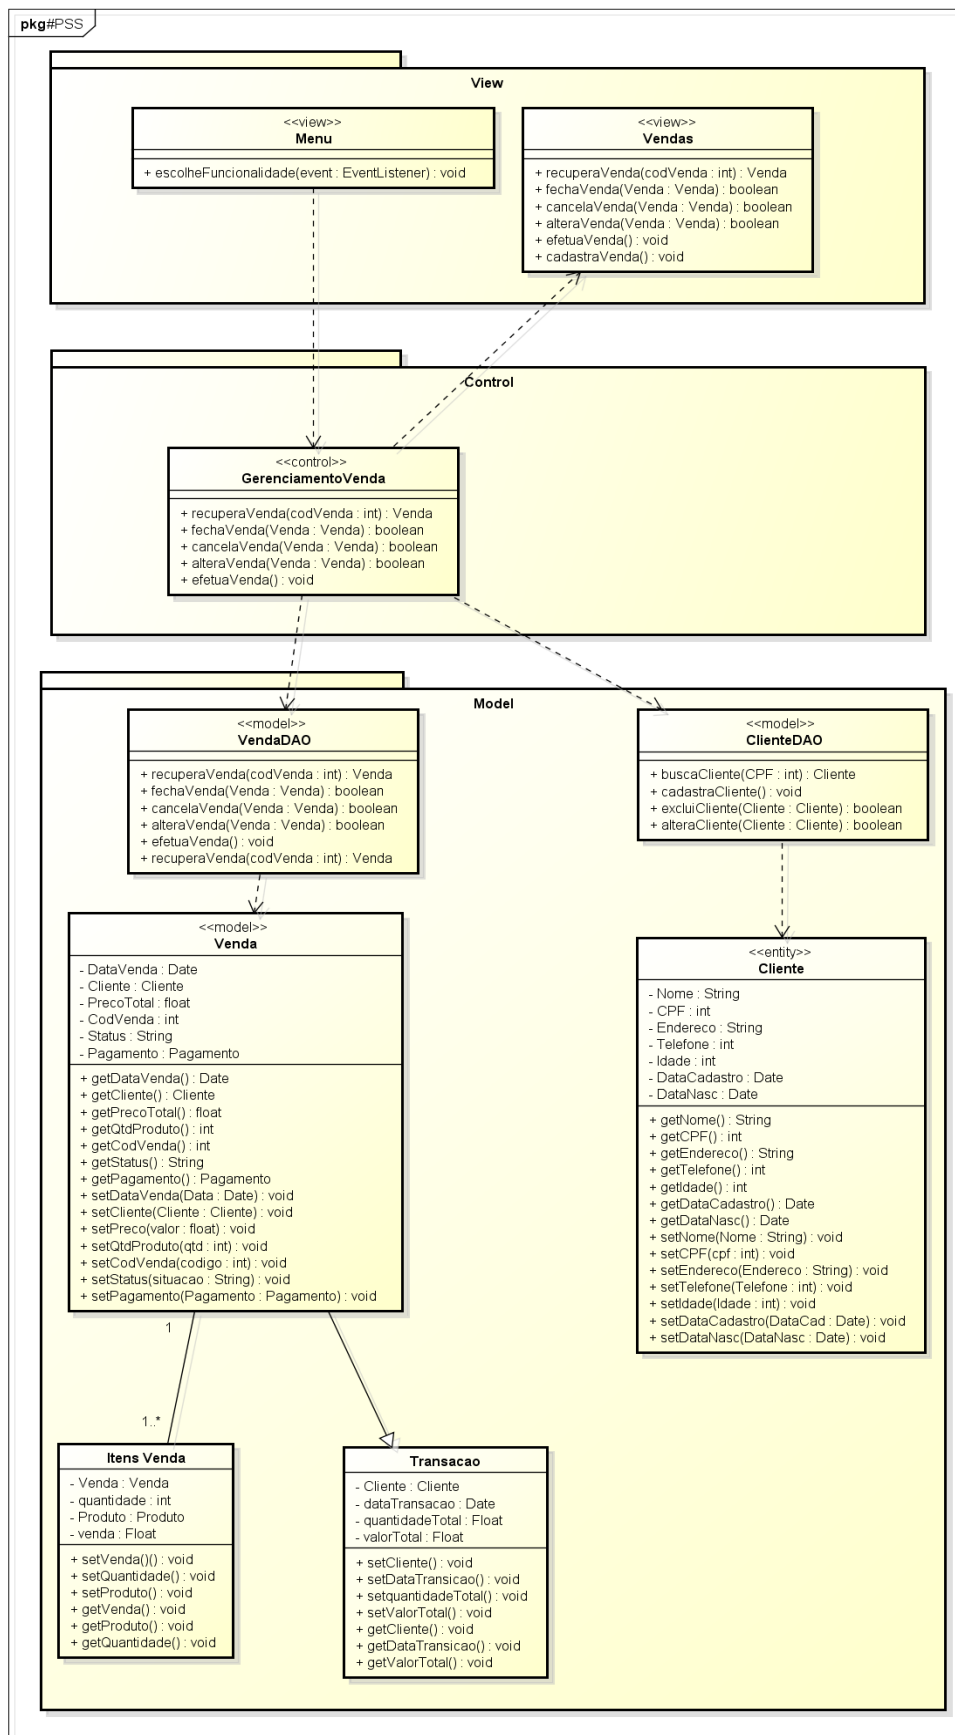 pkg#PSS
View
<<view>>
Menu
+ escolheFuncionalidade(event : EventListener) : void
<<view>>
Vendas
+ recuperaVenda(codVenda : int) : Venda
+ fechaVenda(Venda : Venda) : boolean
+ cancelaVenda(Venda : Venda) : boolean
+ alteraVenda(Venda : Venda) : boolean
+ efetuaVenda() : void
+ cadastraVenda() : void
Control
<<control>>
GerenciamentoVenda
+ recuperaVenda(codVenda : int) : Venda
+ fechaVenda(Venda : Venda) : boolean
+ cancelaVenda(Venda : Venda) : boolean
+ alteraVenda(Venda : Venda) : boolean
+ efetuaVenda() : void
Model
<<model>>
VendaDAO
+ recuperaVenda(codVenda : int) : Venda
+ fechaVenda(Venda : Venda) : boolean
+ cancelaVenda(Venda : Venda) : boolean
+ alteraVenda(Venda : Venda) : boolean
+ efetuaVenda() : void
+ recuperaVenda(codVenda : int) : Venda
<<model>>
ClienteDAO
+ buscaCliente(CPF : int) : Cliente
+ cadastraCliente() : void
+ excluiCliente(Cliente : Cliente) : boolean
+ alteraCliente(Cliente : Cliente) : boolean
<<model>>
Venda
- DataVenda : Date
- Cliente : Cliente
- PrecoTotal : float
- CodVenda : int
- Status : String
- Pagamento : Pagamento
+ getDataVenda() : Date
+ getCliente() : Cliente
+ getPrecoTotal() : float
+ getQtdProduto() : int
+ getCodVenda() : int
+ getStatus() : String
+ getPagamento() : Pagamento
+ setDataVenda(Data : Date) : void
+ setCliente(Cliente : Cliente) : void
+ setPreco(valor : float) : void
+ setQtdProduto(qtd : int) : void
+ setCodVenda(codigo : int) : void
+ setStatus(situacao : String) : void
+ setPagamento(Pagamento : Pagamento) : void
<<entity>>
Cliente
- Nome : String
- CPF : int
- Endereco : String
- Telefone : int
- Idade : int
- DataCadastro : Date
- DataNasc : Date
+ getNome() : String
+ getCPF() : int
+ getEndereco() : String
+ getTelefone() : int
+ getIdade() : int
+ getDataCadastro() : Date
+ getDataNasc() : Date
+ setNome(Nome : String) : void
+ setCPF(cpf : int) : void
+ setEndereco(Endereco : String) : void
+ setTelefone(Telefone : int) : void
+ setIdade(Idade : int) : void
+ setDataCadastro(DataCad : Date) : void
+ setDataNasc(DataNasc : Date) : void
1
1..*
Itens Venda
- Venda : Venda
- quantidade : int
- Produto : Produto
- venda : Float
+ setVenda()() : void
+ setQuantidade() : void
+ setProduto() : void
+ getVenda() : void
+ getProduto() : void
+ getQuantidade() : void
Transacao
- Cliente : Cliente
- dataTransacao : Date
- quantidadeTotal : Float
- valorTotal : Float
+ setCliente() : void
+ setDataTransicao() : void
+ setquantidadeTotal() : void
+ setValorTotal() : void
+ getCliente() : void
+ getDataTransicao() : void
+ getValorTotal() : void